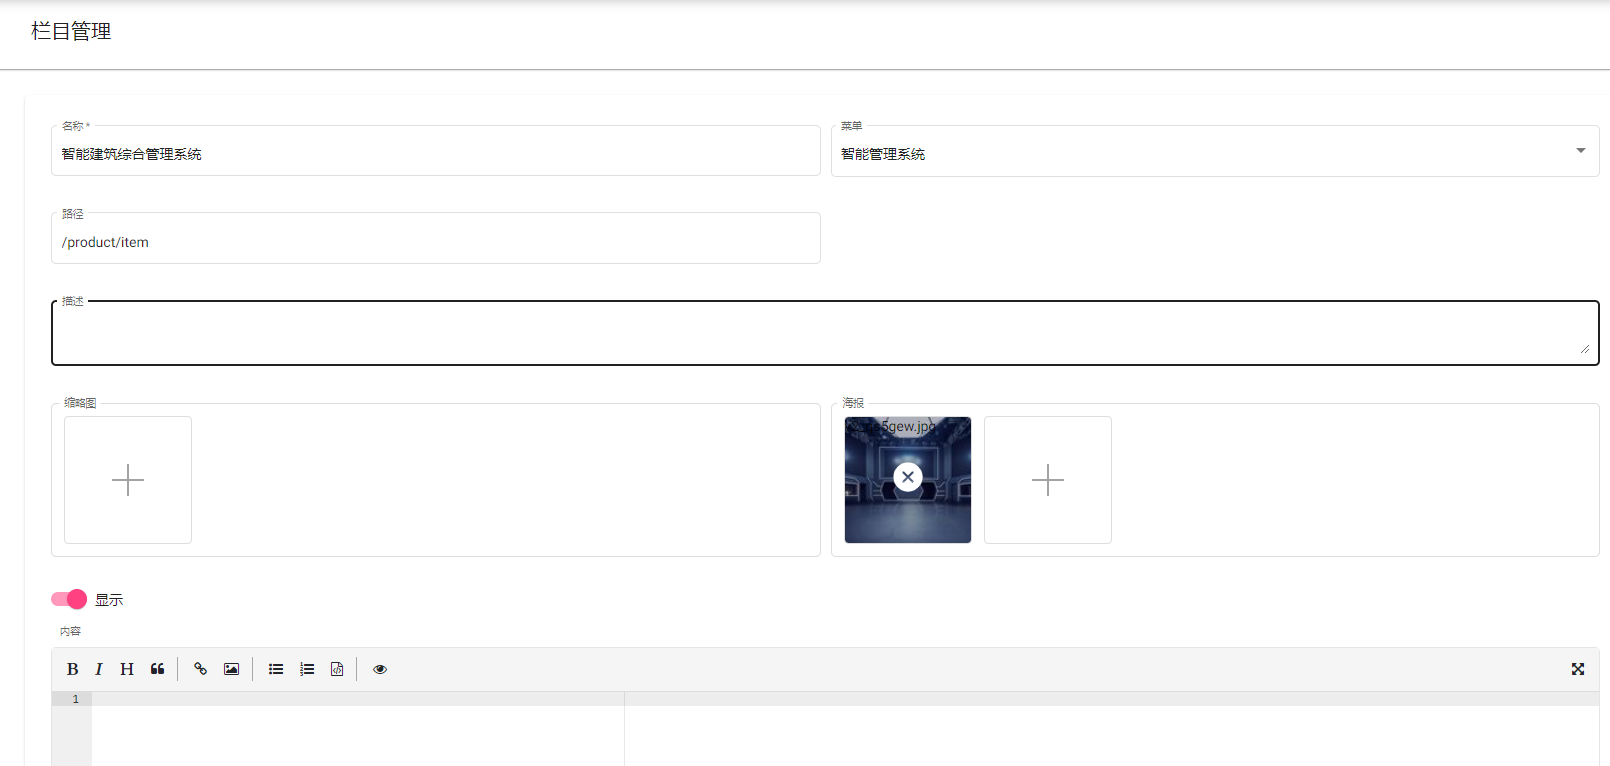 栏目管理
名称 *
智能建筑综合管理系统
菜单
智能管理系统
路径
/product/item
描述
缩略图
海报
5gew.jpg
显示
内容
B I H
1